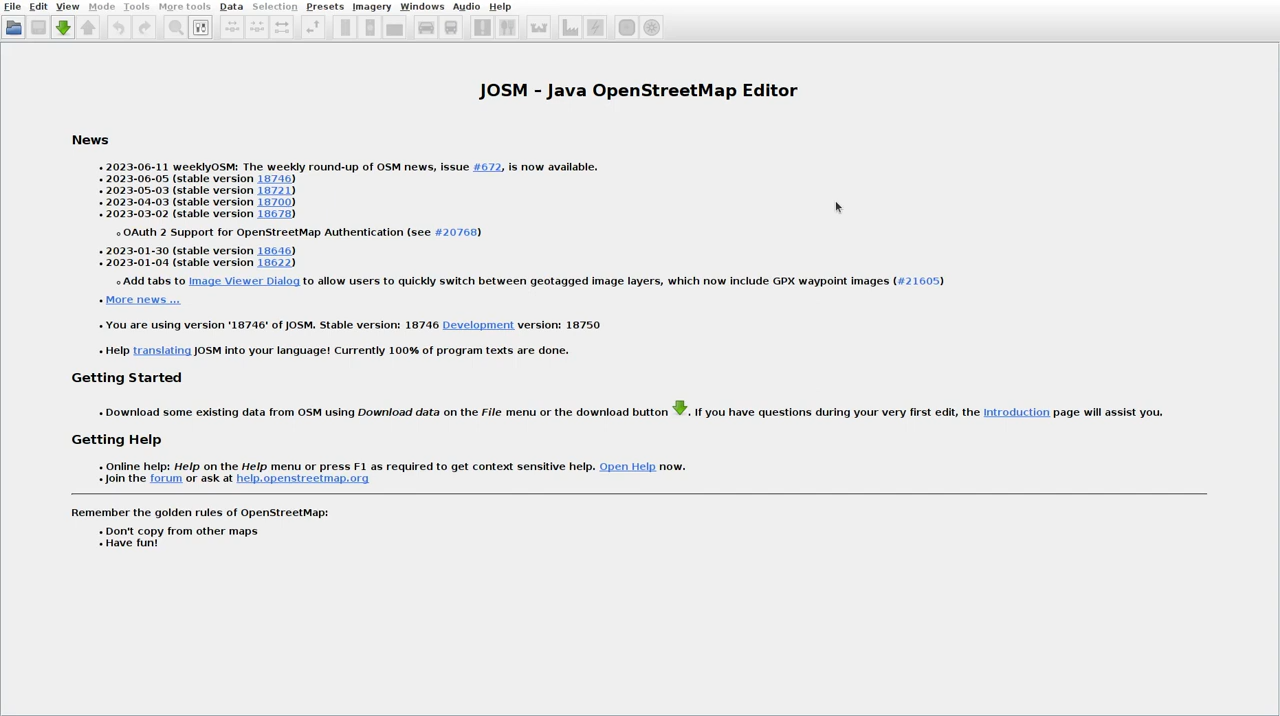 File Edit View Mode Tools More tools Data Selection Presets Imagery Windows Audio Help
JOSM – Java OpenStreetMap Editor
News
2023-06-11 weeklyOSM: The weekly round-up of OSM news, issue #672, is now available.
2023-06-05 (stable version 18746)
2023-05-03 (stable version 18721)
2023-04-03 (stable version 18700)
2023-03-02 (stable version 18678)
OAuth 2 Support for OpenStreetMap Authentication (see #20768)
2023-01-30 (stable version 18646)
2023-01-04 (stable version 18622)
Add tabs to Image Viewer Dialog to allow users to quickly switch between geotagged image layers, which now include GPX waypoint images (#21605)
More news ...
You are using version '18746' of JOSM. Stable version: 18746 Development version: 18750
Help translating JOSM into your language! Currently 100% of program texts are done.
Getting Started
Download some existing data from OSM using Download data on the File menu or the download button . If you have questions during your very first edit, the Introduction page will assist you.
Getting Help
Online help: Help on the Help menu or press F1 as required to get context sensitive help. Open Help now.
Join the forum or ask at help.openstreetmap.org
Remember the golden rules of OpenStreetMap:
Don't copy from other maps
Have fun!